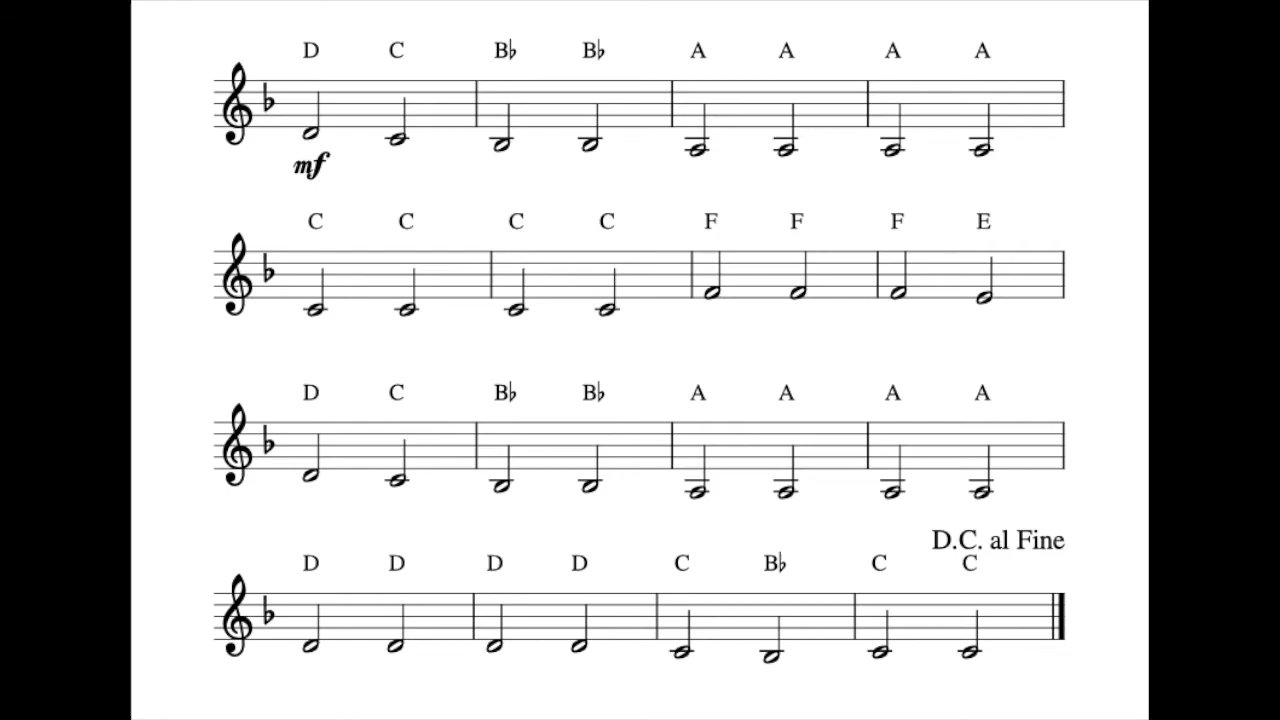 D C B♭ B♭ A A A A
mf
C C C C F F F E
D C B♭ B♭ A A A A
D.C. al Fine
D D D D C B♭ C C